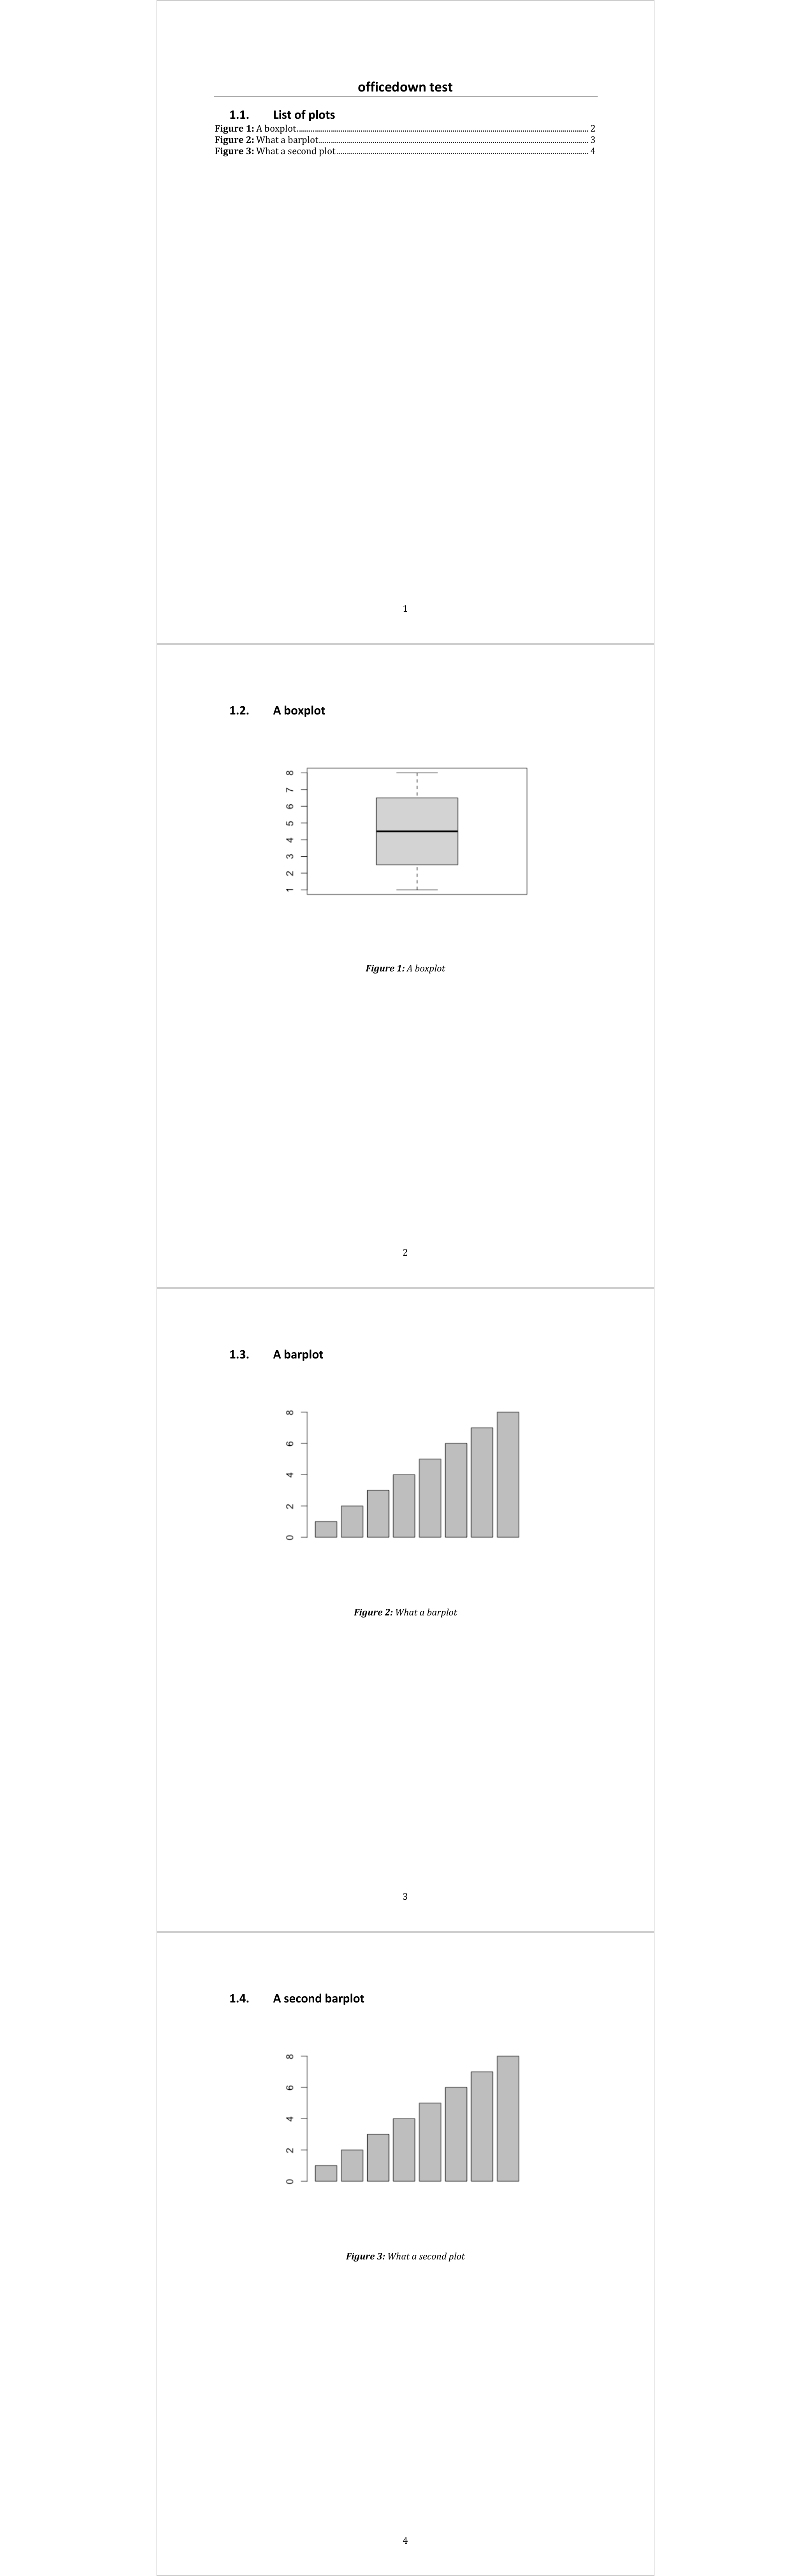 officedown test
1.1. List of plots
Figure 1: A boxplot 2
Figure 2: What a barplot 3
Figure 3: What a second plot 4
1
1.2. A boxplot
8
7
6
5
4
3
2
1
Figure 1: A boxplot
2
1.3. A barplot
8
6
4
2
0
Figure 2: What a barplot
3
1.4. A second barplot
8
6
4
2
0
Figure 3: What a second plot
4